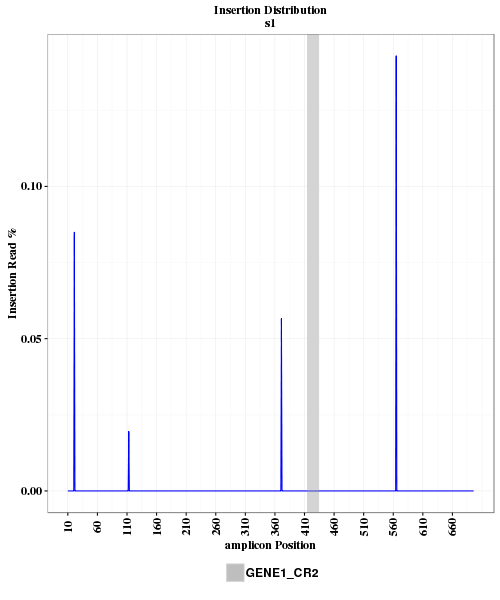 Insertion Distribution
s1
Insertion Read %
0.10
0.05
0.00
10 60 110 160 210 260 310 360 410 460 510 560 610 660
amplicon Position
GENE1_CR2